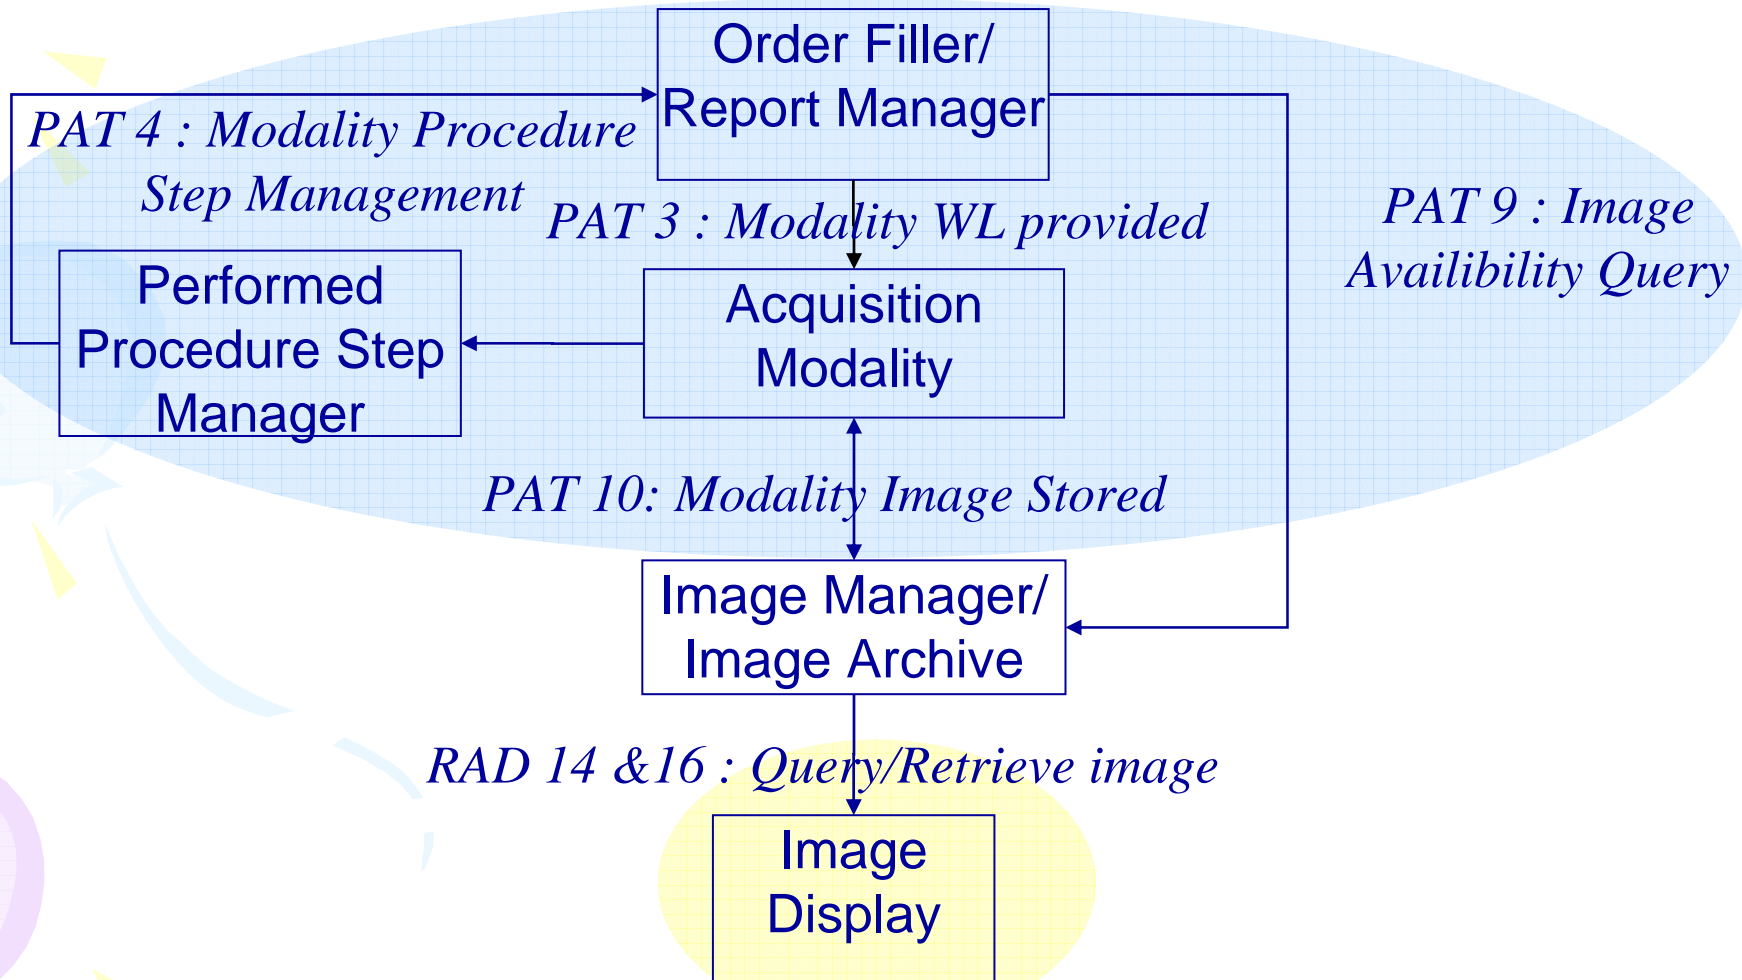 Order Filler/
Report Manager
PAT 4 : Modality Procedure
Step Management
PAT 3 : Modality WL provided
PAT 9 : Image
Availibility Query
Performed
Procedure Step
Manager
Acquisition
Modality
PAT 10: Modality Image Stored
Image Manager/
Image Archive
RAD 14 &16 : Query/Retrieve image
Image
Display